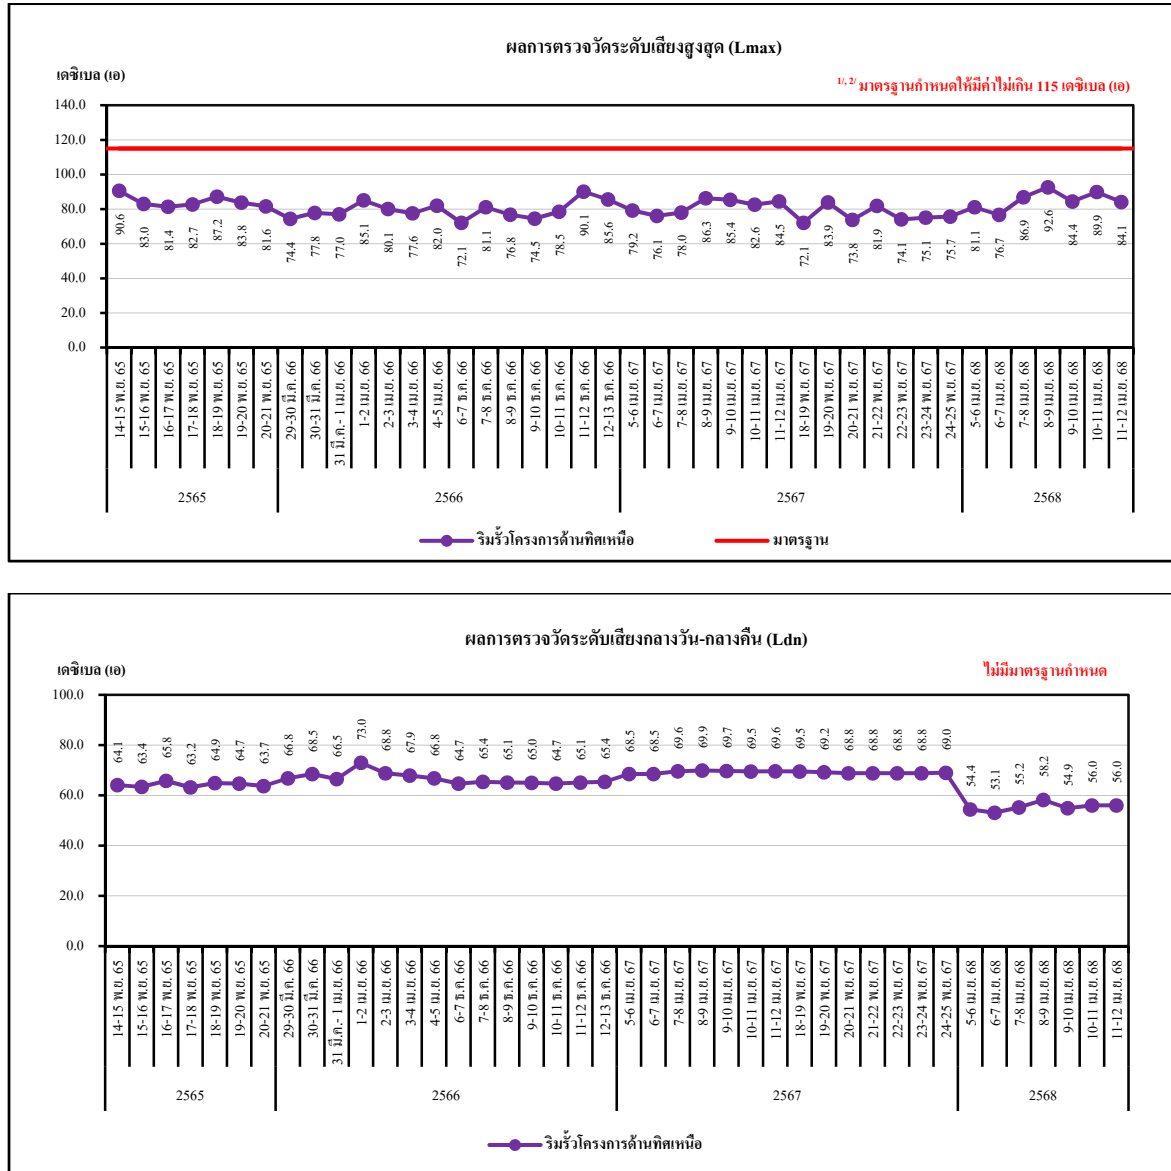 ผลการตรวจวัดระดับเสียงสูงสุด (Lmax)
เดซิเบล (เอ)
1/, 2/ มาตรฐานกำหนดให้มีค่าไม่เกิน 115 เดซิเบล (เอ)
140.0
120.0
100.0
80.0
60.0
40.0
20.0
0.0
90.6 83.0 81.4 82.7 87.2 83.8 81.6 74.4 77.8 77.0 85.1 80.1 77.6 82.0 72.1 81.1 76.8 74.5 78.5 90.1 85.6 79.2 76.1 78.0 86.3 85.4 82.6 84.5 72.1 83.9 73.8 81.9 74.1 75.1 75.7 81.1 76.7 86.9 92.6 84.4 89.9 84.1
14-15 พ.ย. 65
15-16 พ.ย. 65
16-17 พ.ย. 65
17-18 พ.ย. 65
18-19 พ.ย. 65
19-20 พ.ย. 65
20-21 พ.ย. 65
29-30 มี.ค. 66
30-31 มี.ค. 66
31 มี.ค.- 1 เม.ย. 66
1-2 เม.ย. 66
2-3 เม.ย. 66
3-4 เม.ย. 66
4-5 เม.ย. 66
6-7 ธ.ค. 66
7-8 ธ.ค. 66
8-9 ธ.ค. 66
9-10 ธ.ค. 66
10-11 ธ.ค. 66
11-12 ธ.ค. 66
12-13 ธ.ค. 66
5-6 เม.ย. 67
6-7 เม.ย. 67
7-8 เม.ย. 67
8-9 เม.ย. 67
9-10 เม.ย. 67
10-11 เม.ย. 67
11-12 เม.ย. 67
18-19 พ.ย. 67
19-20 พ.ย. 67
20-21 พ.ย. 67
21-22 พ.ย. 67
22-23 พ.ย. 67
23-24 พ.ย. 67
24-25 พ.ย. 67
5-6 เม.ย. 68
6-7 เม.ย. 68
7-8 เม.ย. 68
8-9 เม.ย. 68
9-10 เม.ย. 68
10-11 เม.ย. 68
11-12 เม.ย. 68
2565 2566 2567 2568
ริมรั้วโครงการด้านทิศเหนือ มาตรฐาน
ผลการตรวจวัดระดับเสียงกลางวัน-กลางคืน (Ldn)
เดซิเบล (เอ)
ไม่มีมาตรฐานกำหนด
100.0
80.0
60.0
40.0
20.0
0.0
64.1 63.4 65.8 63.2 64.9 64.7 63.7 66.8 68.5 66.5 73.0 68.8 67.9 66.8 64.7 65.4 65.1 65.0 64.7 65.1 65.4 68.5 68.5 69.6 69.9 69.7 69.5 69.6 69.5 69.2 68.8 68.8 68.8 68.8 69.0 54.4 53.1 55.2 58.2 54.9 56.0 56.0
14-15 พ.ย. 65
15-16 พ.ย. 65
16-17 พ.ย. 65
17-18 พ.ย. 65
18-19 พ.ย. 65
19-20 พ.ย. 65
20-21 พ.ย. 65
29-30 มี.ค. 66
30-31 มี.ค. 66
31 มี.ค.- 1 เม.ย. 66
1-2 เม.ย. 66
2-3 เม.ย. 66
3-4 เม.ย. 66
4-5 เม.ย. 66
6-7 ธ.ค. 66
7-8 ธ.ค. 66
8-9 ธ.ค. 66
9-10 ธ.ค. 66
10-11 ธ.ค. 66
11-12 ธ.ค. 66
12-13 ธ.ค. 66
5-6 เม.ย. 67
6-7 เม.ย. 67
7-8 เม.ย. 67
8-9 เม.ย. 67
9-10 เม.ย. 67
10-11 เม.ย. 67
11-12 เม.ย. 67
18-19 พ.ย. 67
19-20 พ.ย. 67
20-21 พ.ย. 67
21-22 พ.ย. 67
22-23 พ.ย. 67
23-24 พ.ย. 67
24-25 พ.ย. 67
5-6 เม.ย. 68
6-7 เม.ย. 68
7-8 เม.ย. 68
8-9 เม.ย. 68
9-10 เม.ย. 68
10-11 เม.ย. 68
11-12 เม.ย. 68
2565 2566 2567 2568
ริมรั้วโครงการด้านทิศเหนือ